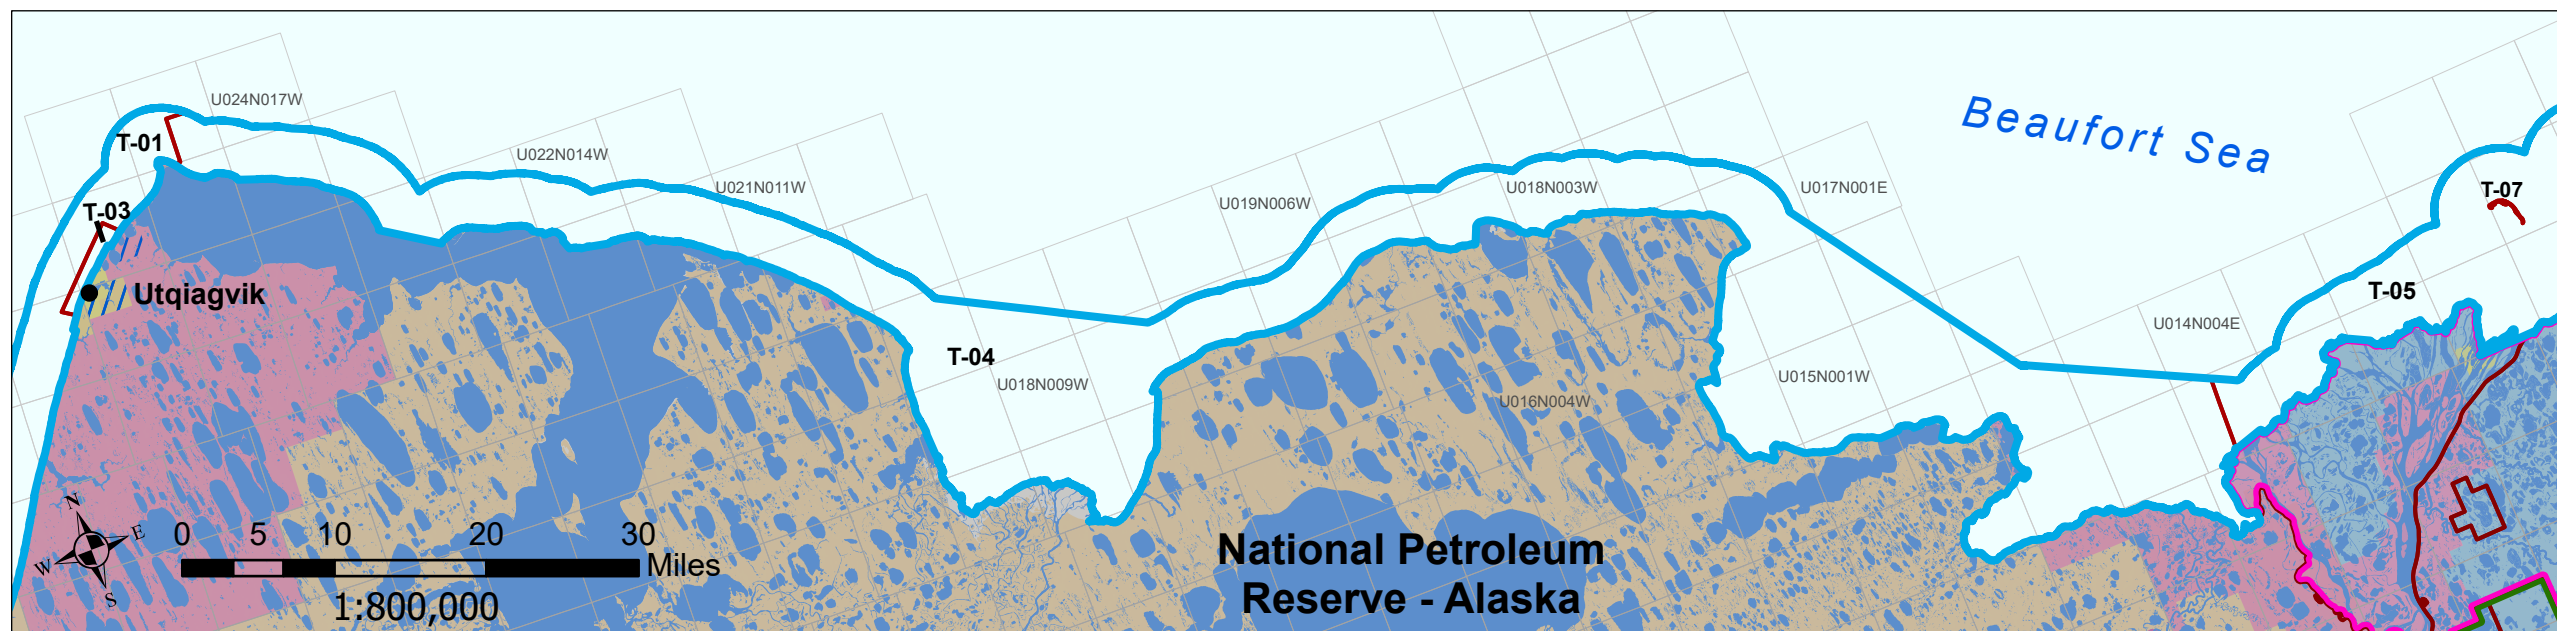 Beaufort Sea
U024N017W
T-01
U022N014W
U021N011W
U019N006W
U018N003W
U017N001E
T-07
T-03
Utqiagvik
T-05
U014N004E
T-04
U018N009W
U015N001W
U016N004W
N
E
W
S
0 5 10 20 30
Miles
1:800,000
National Petroleum
Reserve - Alaska